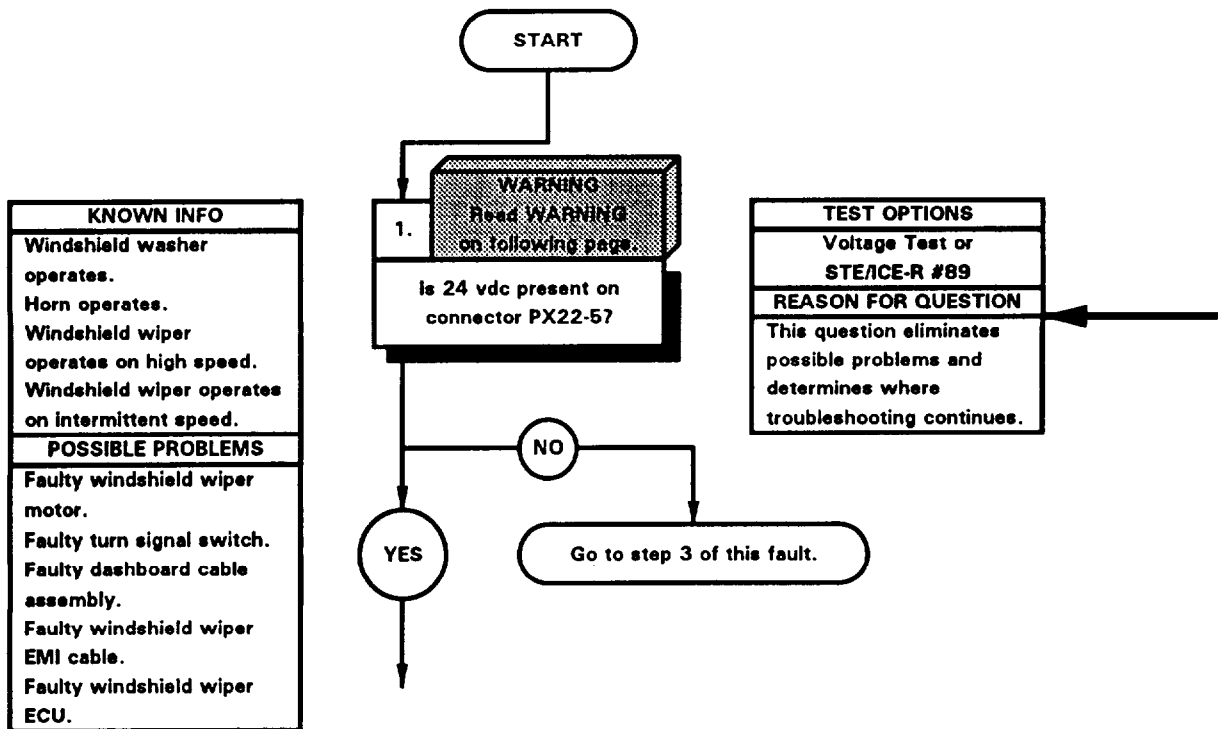 START
KNOWN INFO
Windshield washer
operates.
Horn operates.
Windshield wiper
operates on high speed.
Windshield wiper operates
on intermittent speed.
POSSIBLE PROBLEMS
Faulty windshield wiper
motor.
Faulty turn signal switch.
Faulty dashboard cable
assembly.
Faulty windshield wiper
EMI cable.
Faulty windshield wiper
ECU.
1.
WARNING
Read WARNING
on following page.
Is 24 vdc present on
connector PX22-5?
NO
YES
Go to step 3 of this fault.
TEST OPTIONS
Voltage Test or
STE/ICE-R #89
REASON FOR QUESTION
This question eliminates
possible problems and
determines where
troubleshooting continues.